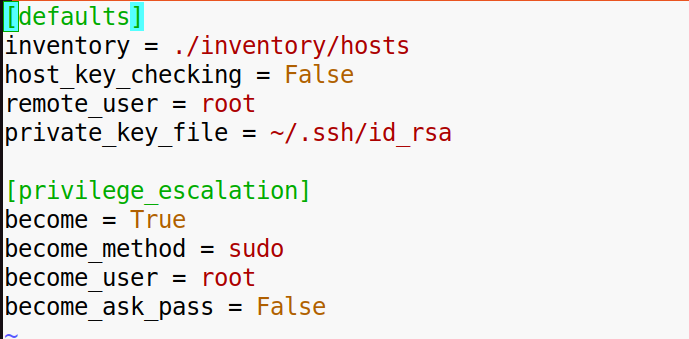 [defaults]
inventory = ./inventory/hosts
host_key_checking = False
remote_user = root
private_key_file = ~/.ssh/id_rsa

[privilege_escalation]
become = True
become_method = sudo
become_user = root
become_ask_pass = False
~